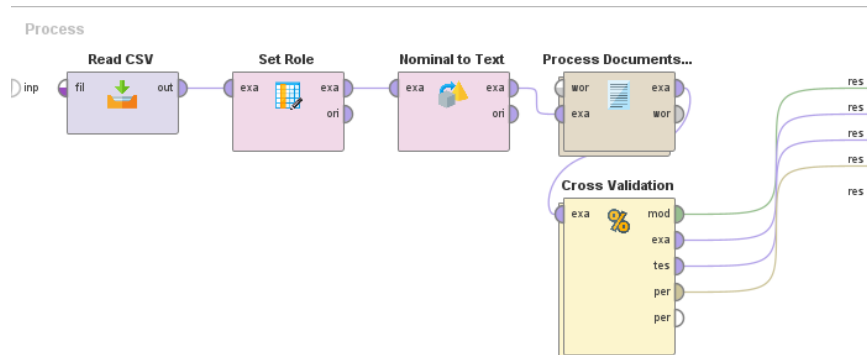 Process
Read CSV
Set Role
Nominal to Text
Process Documents...
inp
fil
out
exa
exa
ori
exa
exa
ori
wor
exa
exa
wor
res
res
res
res
res
Cross Validation
exa
%
mod
exa
tes
per
per